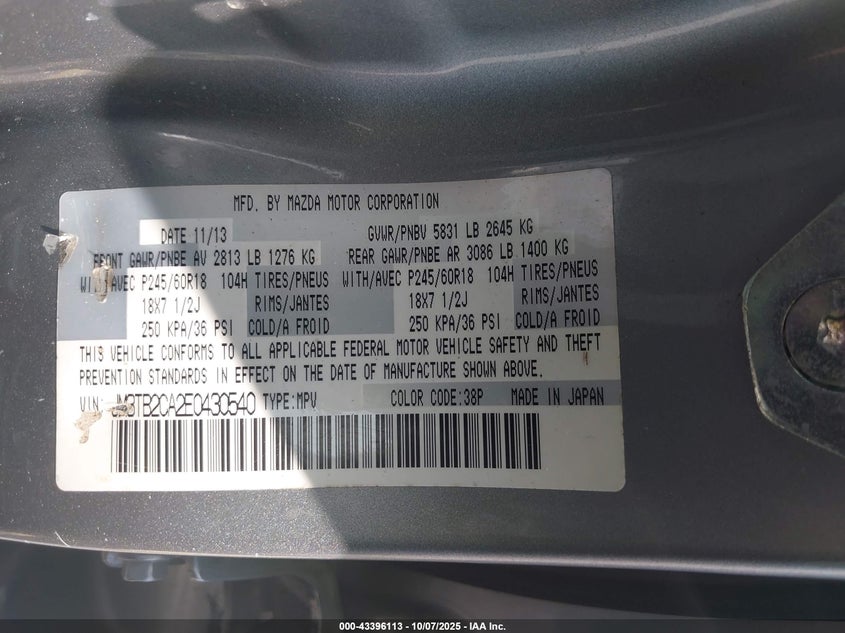 MFD. BY MAZDA MOTOR CORPORATION
DATE 11/13 GVWR/PNBV 5831 LB 2645 KG
FRONT GAWR/PNBE AV 2813 LB 1276 KG REAR GAWR/PNBE AR 3086 LB 1400 KG
WITH/AVEC P245/60R18 104H TIRES/PNEUS WITH/AVEC P245/60R18 104H TIRES/PNEUS
18X7 1/2J RIMS/JANTES 18X7 1/2J RIMS/JANTES
250 KPA/36 PSI COLD/A FROID 250 KPA/36 PSI COLD/A FROID
THIS VEHICLE CONFORMS TO ALL APPLICABLE FEDERAL MOTOR VEHICLE SAFETY AND THEFT
PREVENTION STANDARDS IN EFFECT ON THE DATE OF MANUFACTURE SHOWN ABOVE.
VIN: JM3TB2CA2E0430540 TYPE:MPV COLOR CODE:38P MADE IN JAPAN
000-43396113 - 10/07/2025 - IAA Inc.